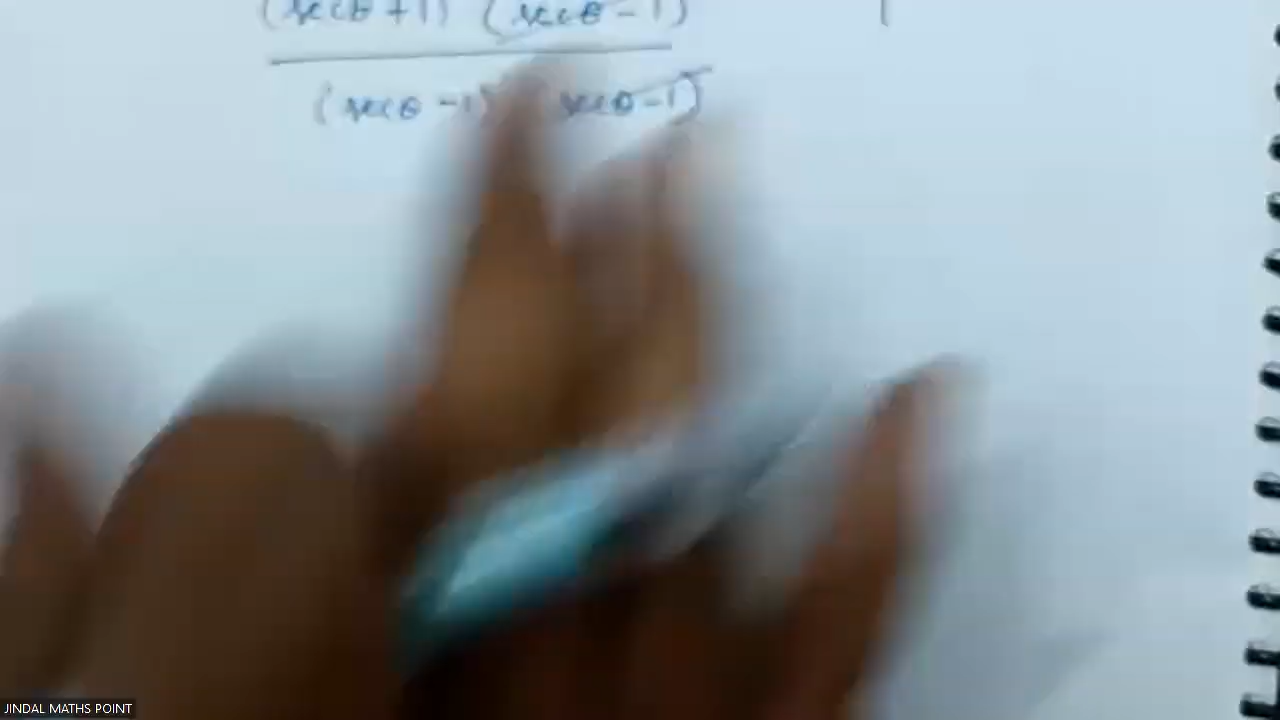 (secθ+1) (secθ-1)
(secθ-1) (secθ-1)
JINDAL MATHS POINT